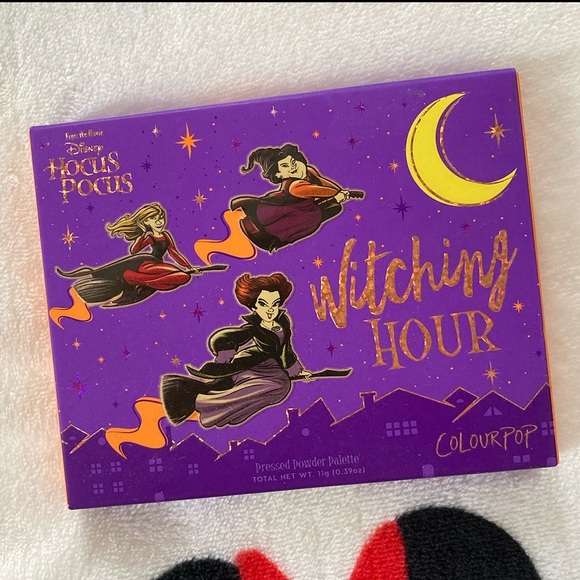 From the Movie
Disney
HOCUS
POCUS
Witching
HOUR
COLOURPOP
Pressed Powder Palette
TOTAL NET WT. 11g (0.39oz)